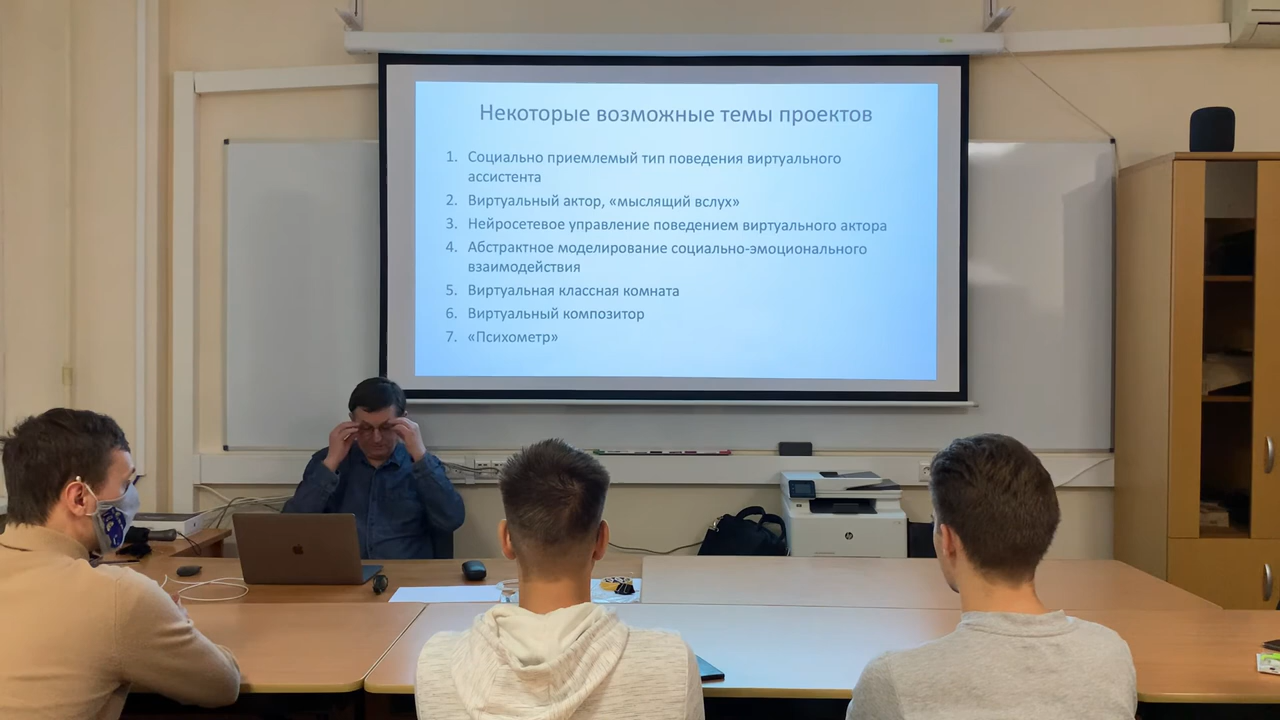 Некоторые возможные темы проектов
1. Социально приемлемый тип поведения виртуального
ассистента
2. Виртуальный актор, «мыслящий вслух»
3. Нейросетевое управление поведением виртуального актора
4. Абстрактное моделирование социально-эмоционального
взаимодействия
5. Виртуальная классная комната
6. Виртуальный композитор
7. «Психометр»
hp